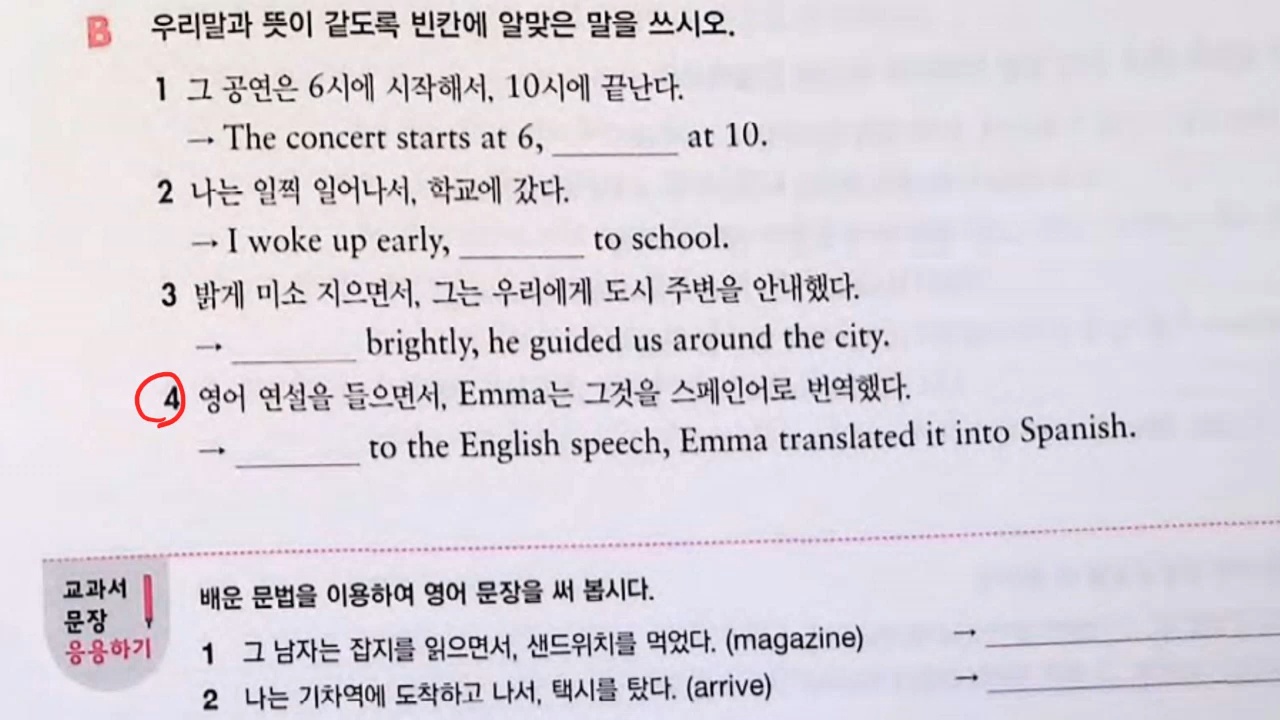 B 우리말과 뜻이 같도록 빈칸에 알맞은 말을 쓰시오.
1 그 공연은 6시에 시작해서, 10시에 끝난다.
→ The concert starts at 6, ________ at 10.
2 나는 일찍 일어나서, 학교에 갔다.
→ I woke up early, ________ to school.
3 밝게 미소 지으면서, 그는 우리에게 도시 주변을 안내했다.
→ ________ brightly, he guided us around the city.
4 영어 연설을 들으면서, Emma는 그것을 스페인어로 번역했다.
→ ________ to the English speech, Emma translated it into Spanish.
교과서
문장
응용하기
배운 문법을 이용하여 영어 문장을 써 봅시다.
1 그 남자는 잡지를 읽으면서, 샌드위치를 먹었다. (magazine) → ________
2 나는 기차역에 도착하고 나서, 택시를 탔다. (arrive) → ________